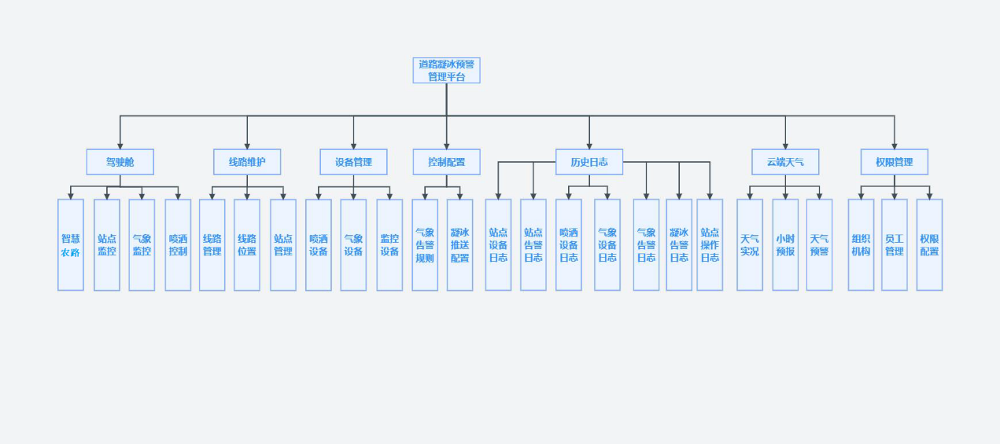 道路凝冰预警
管理平台
驾驶舱
线路维护
设备管理
控制配置
历史日志
云端天气
权限管理
智慧
农路
站点
监控
气象
监控
喷洒
控制
线路
管理
线路
位置
站点
管理
喷洒
设备
气象
设备
监控
设备
气象
告警
规则
凝冰
推送
配置
站点
设备
日志
站点
告警
日志
喷洒
设备
日志
气象
设备
日志
气象
告警
日志
凝冰
告警
日志
站点
操作
日志
天气
实况
小时
预报
天气
预警
组织
机构
员工
管理
权限
配置